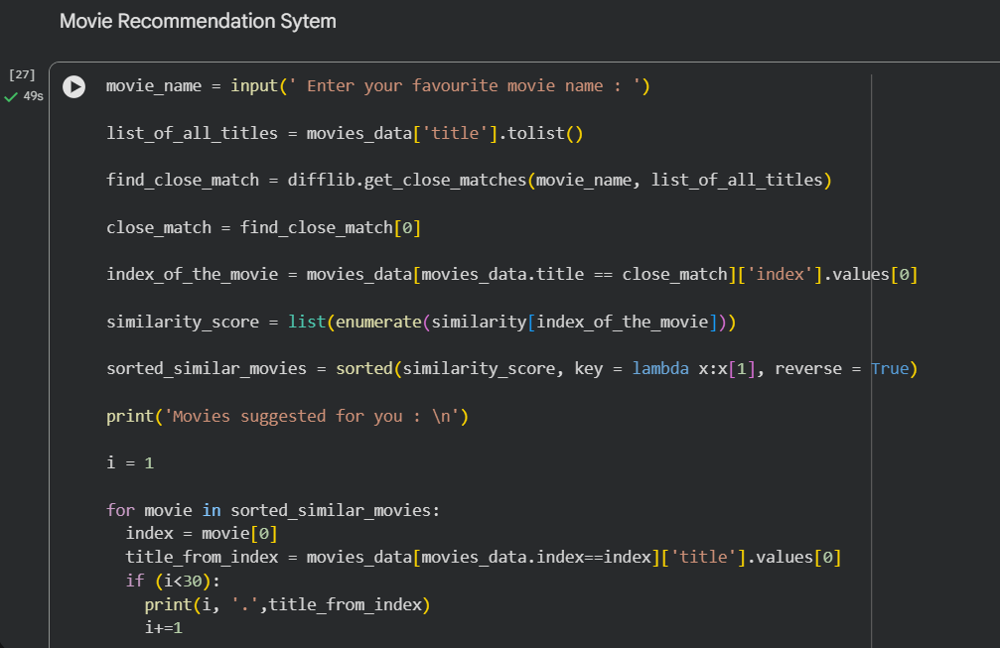 Movie Recommendation Sytem
[27]
49s
movie_name = input(' Enter your favourite movie name : ')
list_of_all_titles = movies_data['title'].tolist()
find_close_match = difflib.get_close_matches(movie_name, list_of_all_titles)
close_match = find_close_match[0]
index_of_the_movie = movies_data[movies_data.title == close_match]['index'].values[0]
similarity_score = list(enumerate(similarity[index_of_the_movie]))
sorted_similar_movies = sorted(similarity_score, key = lambda x:x[1], reverse = True)
print('Movies suggested for you : \n')
i = 1
for movie in sorted_similar_movies:
  index = movie[0]
  title_from_index = movies_data[movies_data.index==index]['title'].values[0]
  if (i<30):
    print(i, '.',title_from_index)
    i+=1